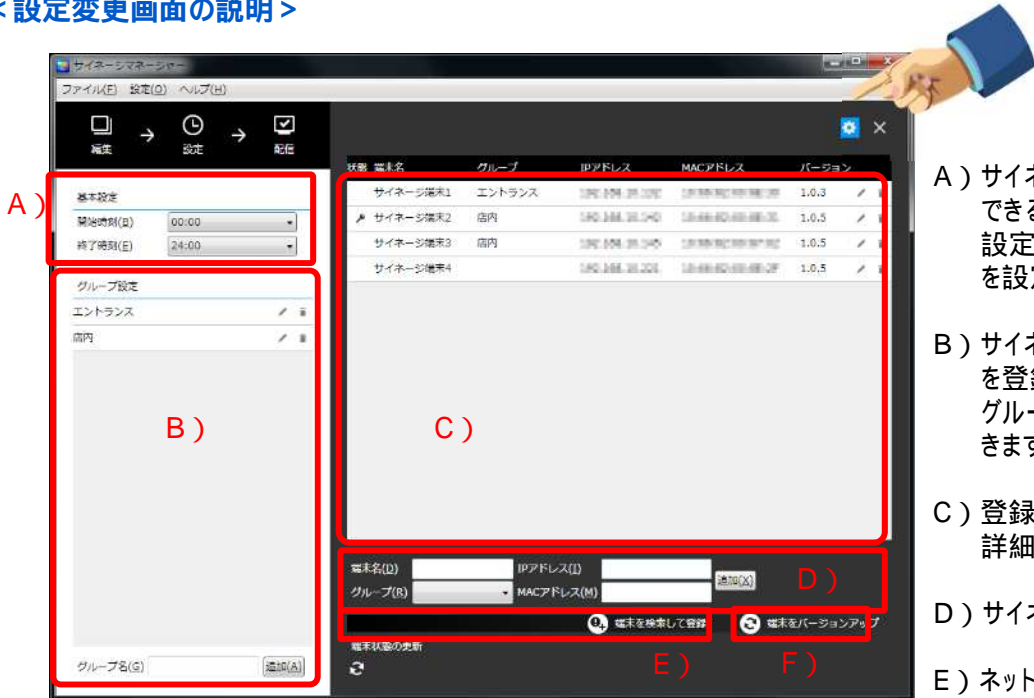 <設定変更画面の説明>
サイネージマネージャー
ファイル(F) 設定(O) ヘルプ(H)
編集 → 設定 → 配信
A)
基本設定
開始時刻(B) 00:00
終了時刻(E) 24:00
グループ設定
エントランス
店内
B)
グループ名(G) 追加(A)
状態 端末名 グループ IPアドレス MACアドレス バージョン
サイネージ端末1 エントランス 1.0.3
サイネージ端末2 店内 1.0.5
サイネージ端末3 店内 1.0.5
サイネージ端末4 1.0.5
C)
端末名(D) IPアドレス(I)
グループ(R) MACアドレス(M) 追加(X)
D)
端末を検索して登録 端末をバージョンアップ
端末状態の更新
E) F)
A)サイネ
できる
設定
を設
B)サイネ
を登
グルー
きます
C)登録
詳細
D)サイネ
E)ネット